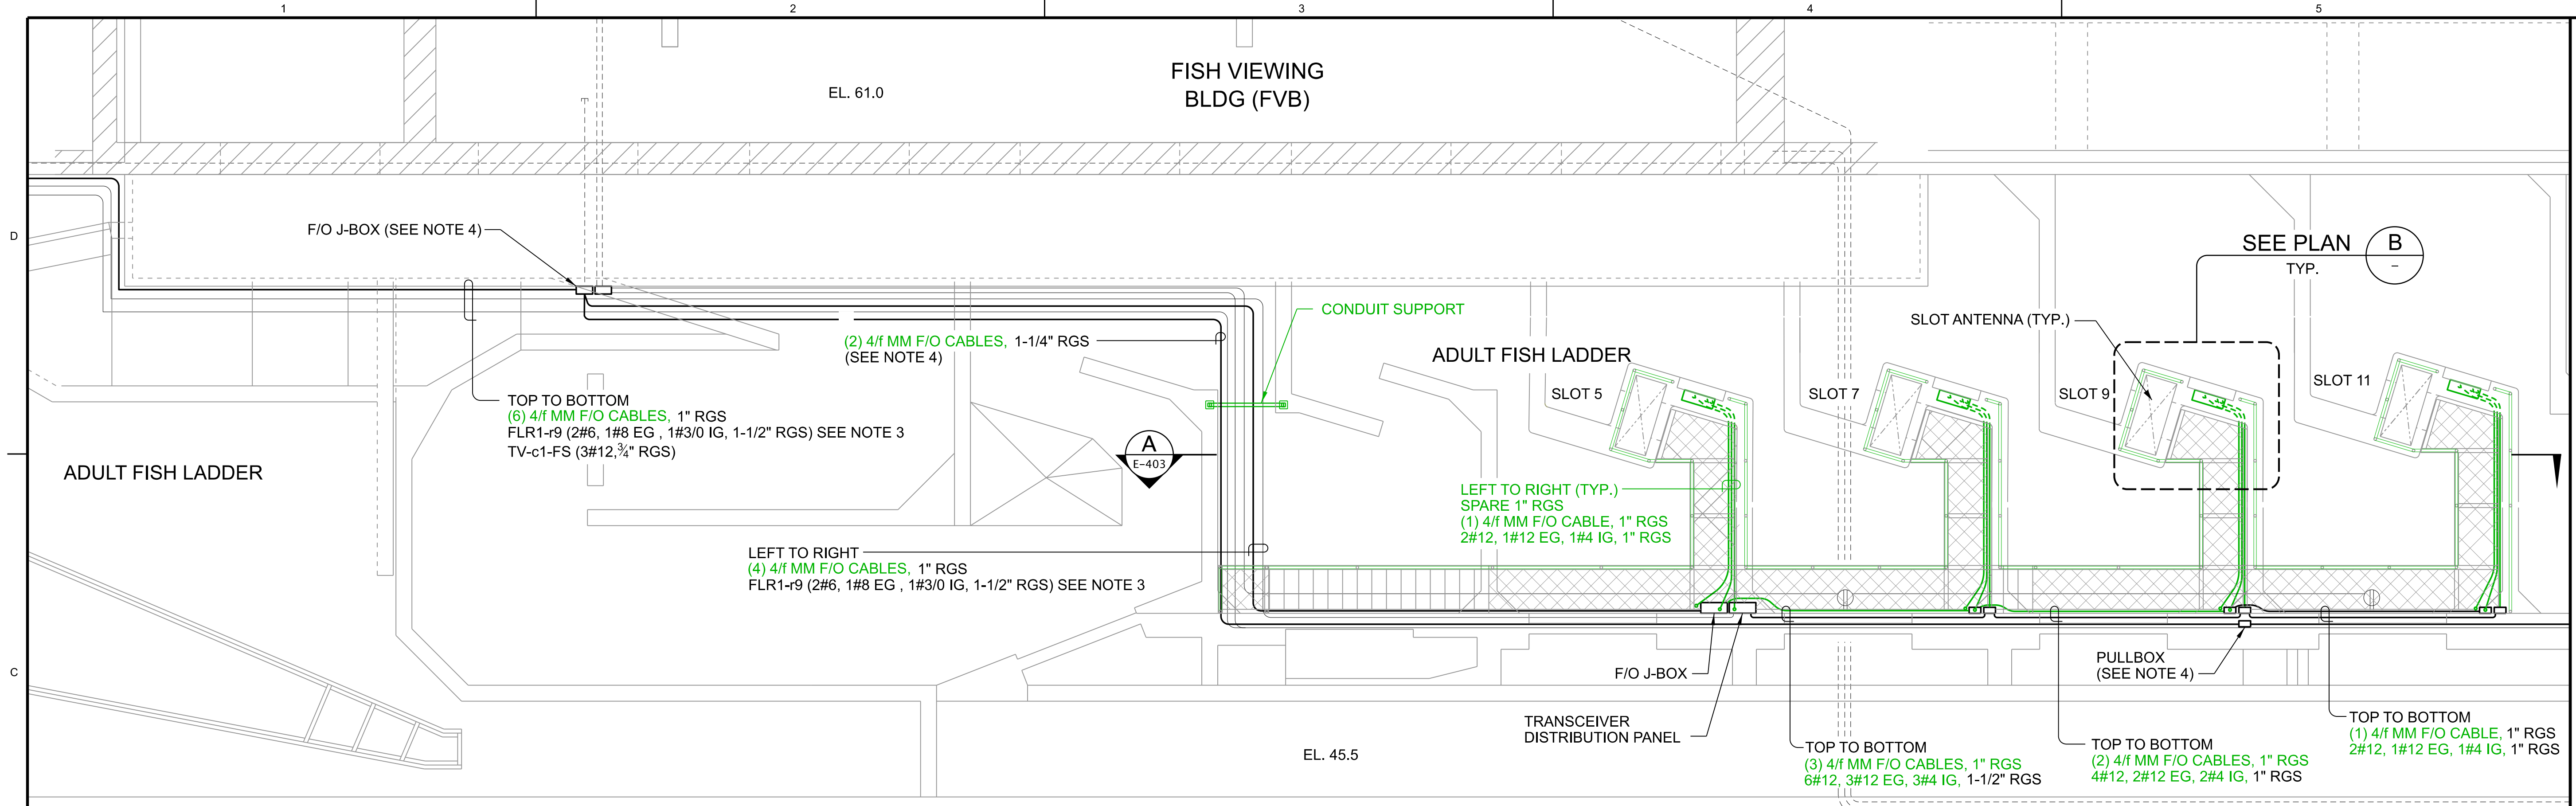 1
2
3
4
5
D
C
FISH VIEWING
BLDG (FVB)
EL. 61.0
F/O J-BOX (SEE NOTE 4)
SEE PLAN
B
–
TYP.
CONDUIT SUPPORT
SLOT ANTENNA (TYP.)
(2) 4/f MM F/O CABLES, 1-1/4" RGS
(SEE NOTE 4)
ADULT FISH LADDER
SLOT 5
SLOT 7
SLOT 9
SLOT 11
TOP TO BOTTOM
(6) 4/f MM F/O CABLES, 1" RGS
FLR1-r9 (2#6, 1#8 EG , 1#3/0 IG, 1-1/2" RGS) SEE NOTE 3
TV-c1-FS (3#12,¾" RGS)
A
E-403
ADULT FISH LADDER
LEFT TO RIGHT (TYP.)
SPARE 1" RGS
(1) 4/f MM F/O CABLE, 1" RGS
2#12, 1#12 EG, 1#4 IG, 1" RGS
LEFT TO RIGHT
(4) 4/f MM F/O CABLES, 1" RGS
FLR1-r9 (2#6, 1#8 EG , 1#3/0 IG, 1-1/2" RGS) SEE NOTE 3
F/O J-BOX
PULLBOX
(SEE NOTE 4)
TRANSCEIVER
DISTRIBUTION PANEL
EL. 45.5
TOP TO BOTTOM
(3) 4/f MM F/O CABLES, 1" RGS
6#12, 3#12 EG, 3#4 IG, 1-1/2" RGS
TOP TO BOTTOM
(2) 4/f MM F/O CABLES, 1" RGS
4#12, 2#12 EG, 2#4 IG, 1" RGS
TOP TO BOTTOM
(1) 4/f MM F/O CABLE, 1" RGS
2#12, 1#12 EG, 1#4 IG, 1" RGS